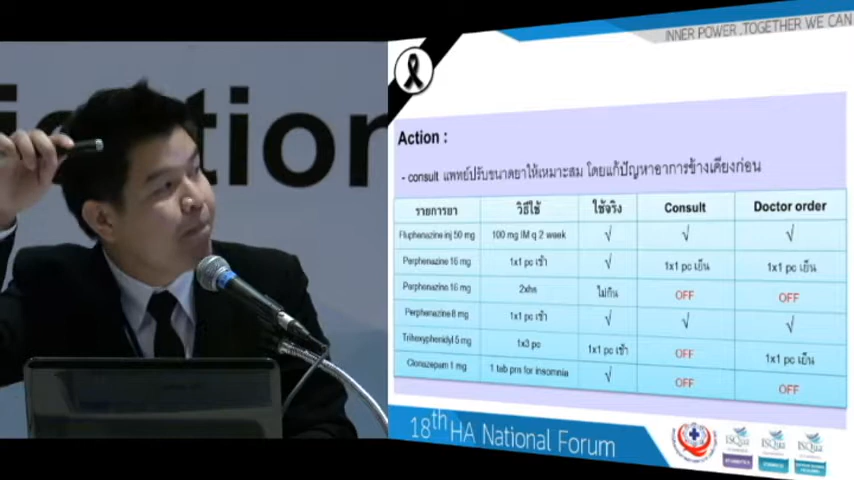 INNER POWER .TOGETHER WE CAN
Action :
- consult แพทย์ปรับขนาดยาให้เหมาะสม โดยแก้ปัญหาอาการข้างเคียงก่อน
รายการยา วิธีใช้ ใช้จริง Consult Doctor order
Fluphenazine inj 50 mg 100 mg IM q 2 week √ √ √
Perphenazine 16 mg 1x1 pc เช้า √ 1x1 pc เย็น 1x1 pc เย็น
Perphenazine 16 mg 2xhs ไม่กิน OFF OFF
Perphenazine 8 mg 1x1 pc เช้า √ √ √
Trihexyphenidyl 5 mg 1x3 pc 1x1 pc เช้า OFF 1x1 pc เย็น
Clonazepam 1 mg 1 tab prn for insomnia √ OFF OFF
18th HA National Forum
ISQua ISQua ISQua